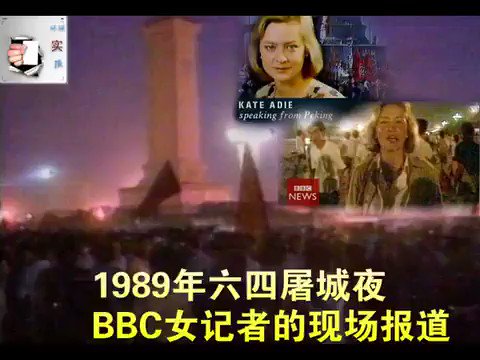 实
KATE ADIE
speaking from Peking
BBC
NEWS
1989年六四屠城夜
BBC女记者的现场报道